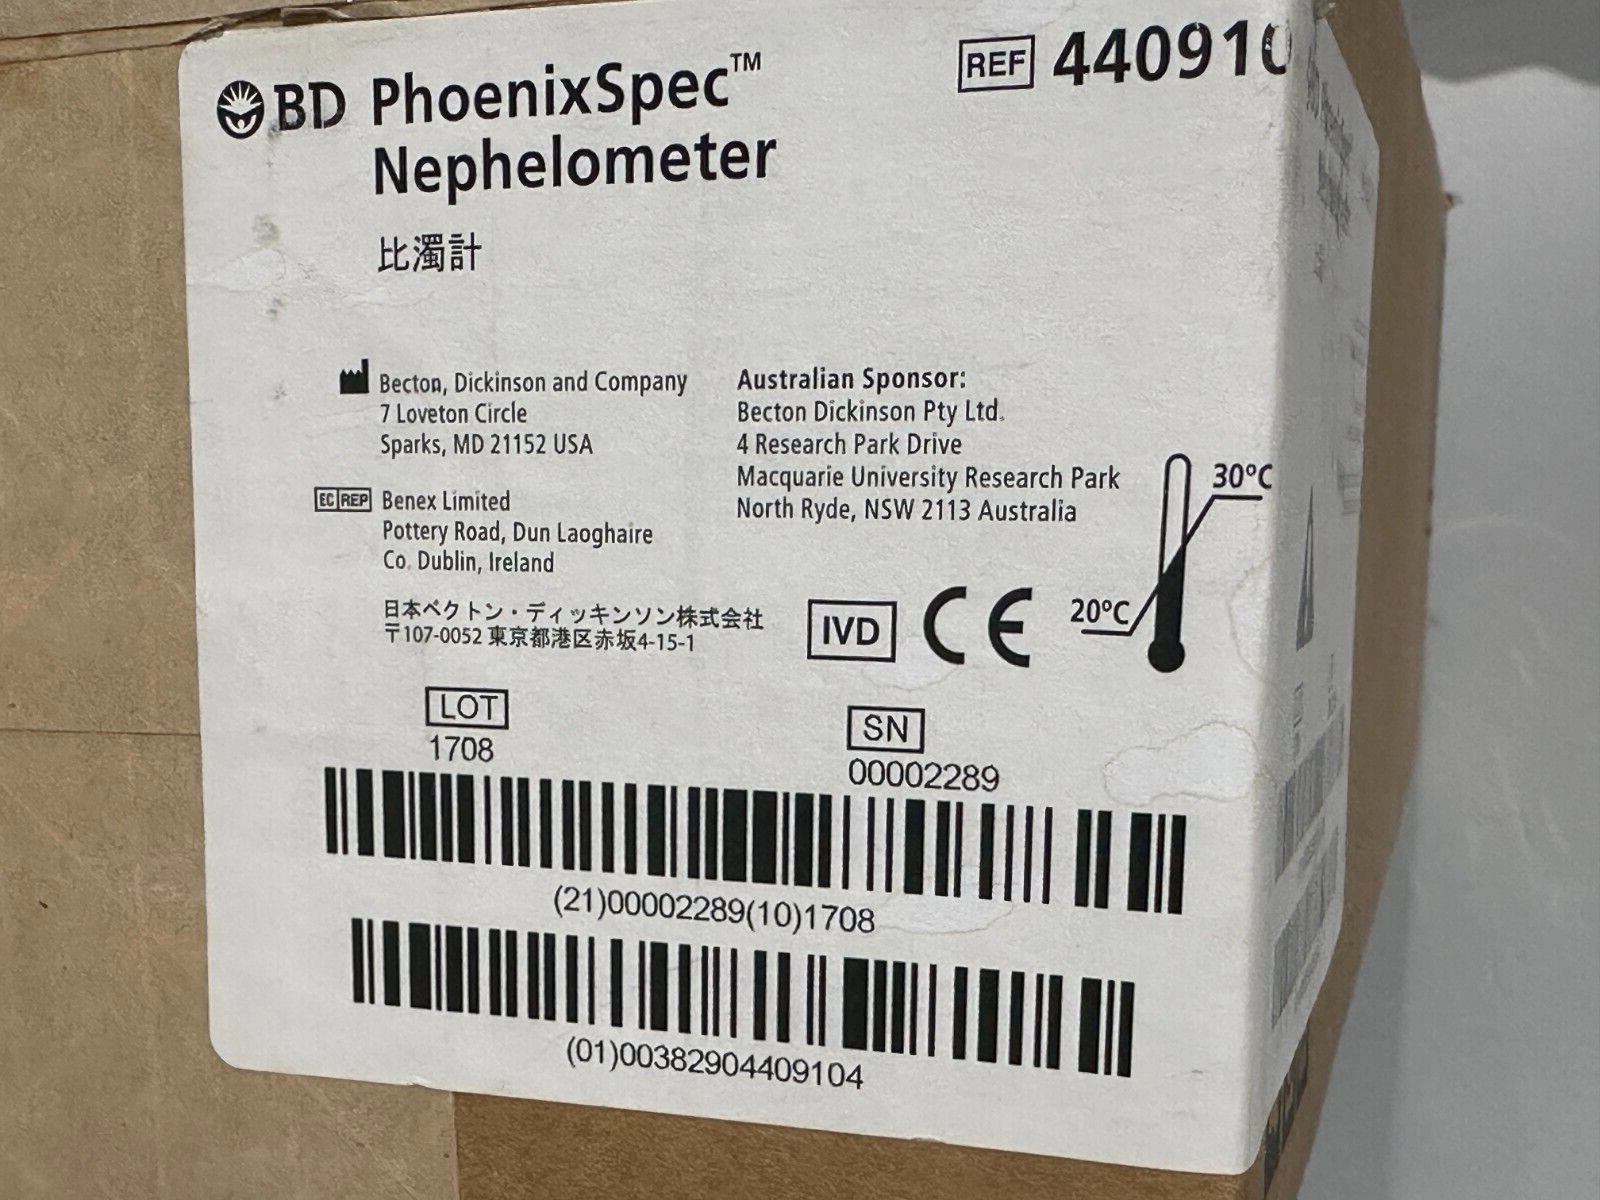 BD PhoenixSpec™
Nephelometer
REF 440910
比濁計
Becton, Dickinson and Company
7 Loveton Circle
Sparks, MD 21152 USA
EC REP Benex Limited
Pottery Road, Dun Laoghaire
Co. Dublin, Ireland
日本ベクトン・ディッキンソン株式会社
〒107-0052 東京都港区赤坂4-15-1
Australian Sponsor:
Becton Dickinson Pty Ltd.
4 Research Park Drive
Macquarie University Research Park
North Ryde, NSW 2113 Australia
IVD CE
20°C
30°C
LOT
1708
SN
00002289
(21)00002289(10)1708
(01)00382904409104